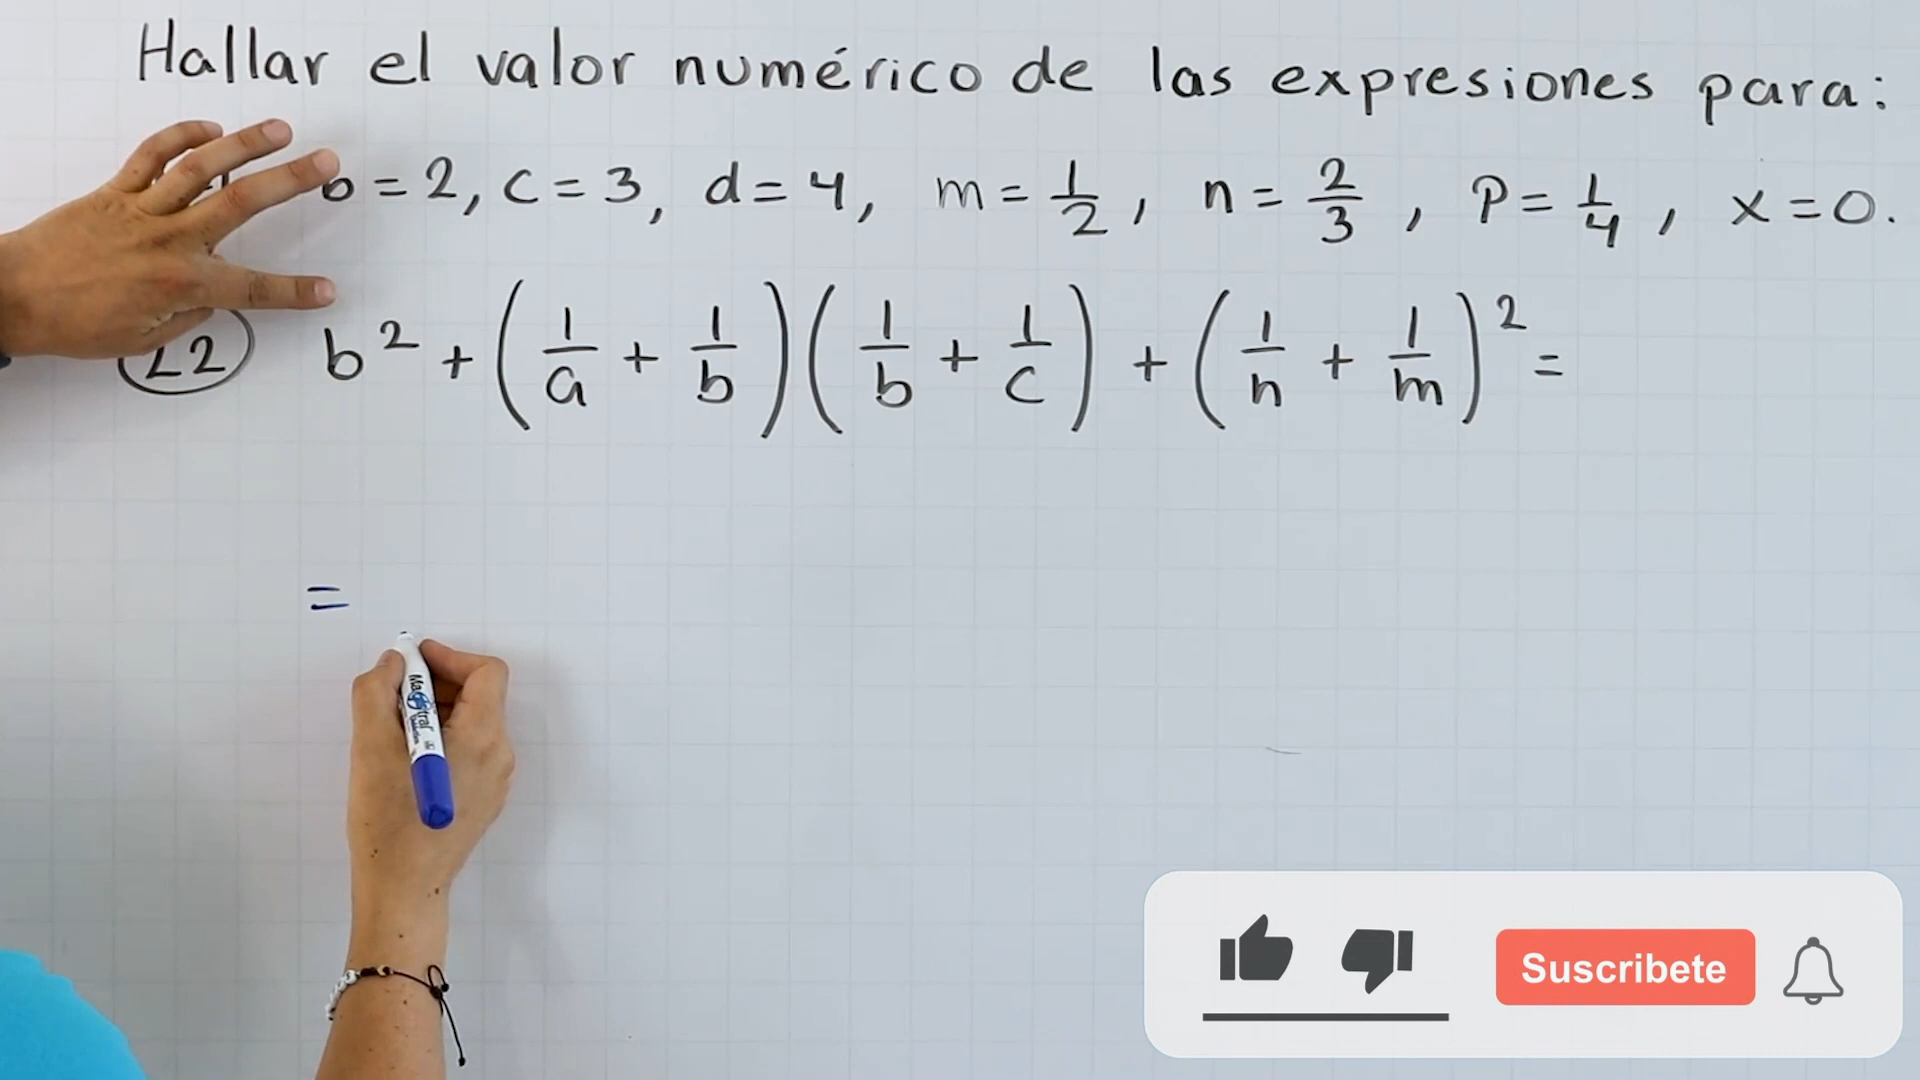 Hallar el valor numérico de las expresiones para:
b = 2, c = 3, d = 4, m = 1/2, n = 2/3, p = 1/4, x = 0.
22 b² + (1/a + 1/b)(1/b + 1/c) + (1/n + 1/m)² =
=
Suscribete